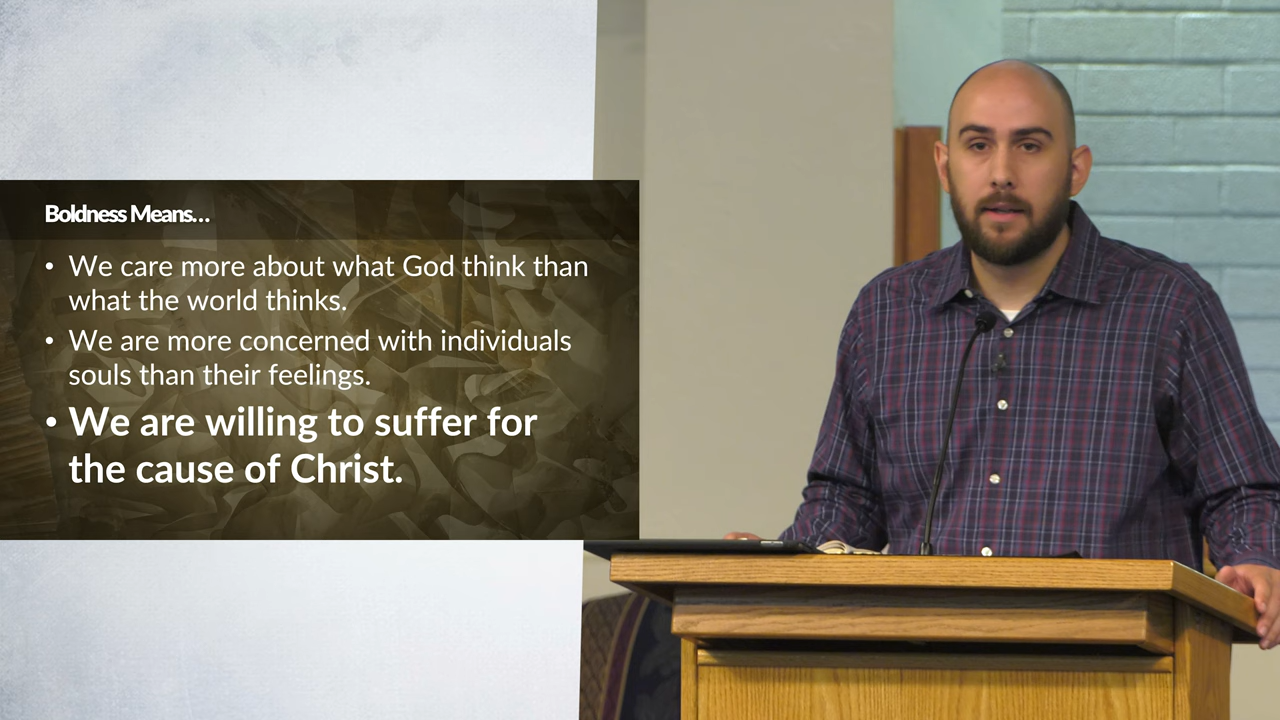 Boldness Means...
• We care more about what God think than
what the world thinks.
• We are more concerned with individuals
souls than their feelings.
• We are willing to suffer for
the cause of Christ.